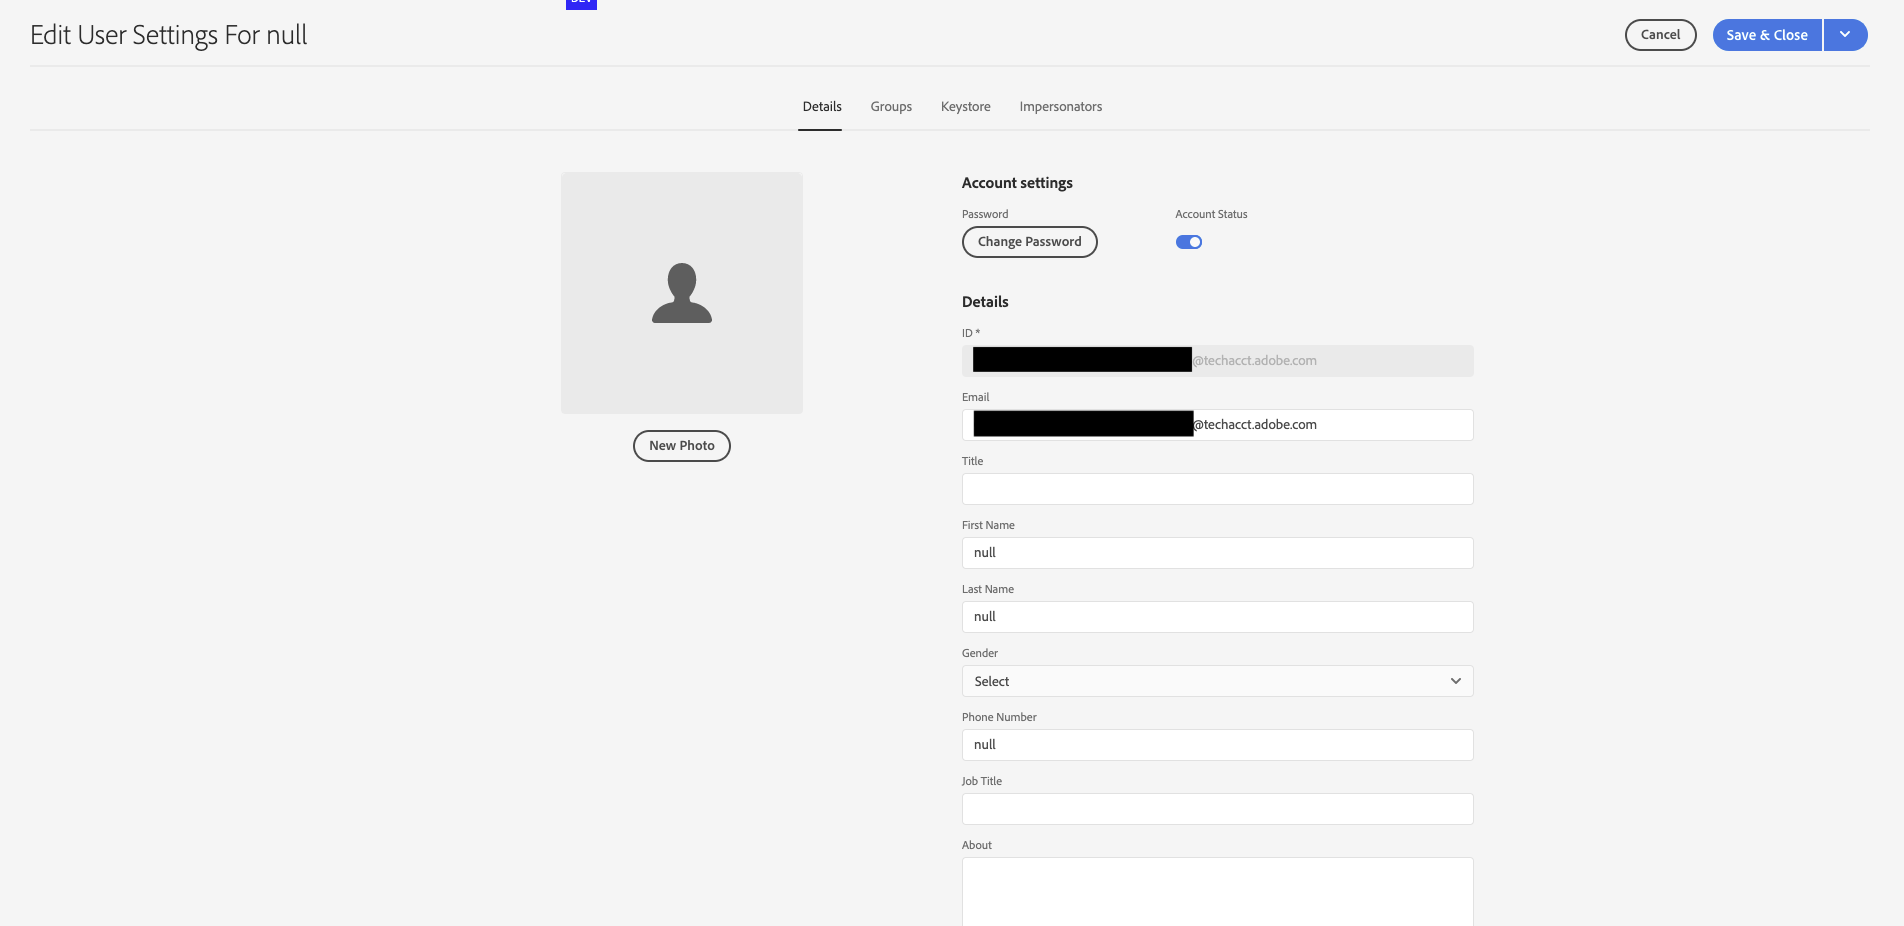 DEV
Edit User Settings For null
Cancel
Save & Close
Details
Groups
Keystore
Impersonators
Account settings
Password
Account Status
Change Password
Details
ID *
@techacct.adobe.com
Email
@techacct.adobe.com
New Photo
Title
First Name
null
Last Name
null
Gender
Select
Phone Number
null
Job Title
About